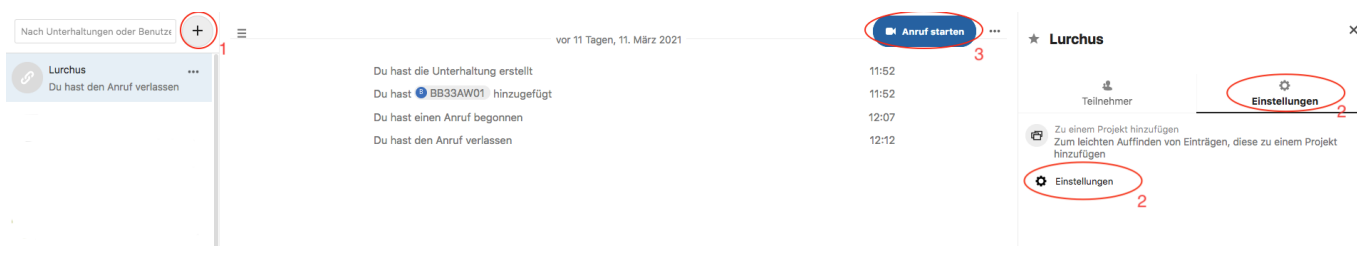 Nach Unterhaltungen oder Benutze
+
1
Lurchus
Du hast den Anruf verlassen
vor 11 Tagen, 11. März 2021
Anruf starten
3
Du hast die Unterhaltung erstellt 11:52
Du hast B BB33AW01 hinzugefügt 11:52
Du hast einen Anruf begonnen 12:07
Du hast den Anruf verlassen 12:12
Lurchus
Teilnehmer
Einstellungen
2
Zu einem Projekt hinzufügen
Zum leichten Auffinden von Einträgen, diese zu einem Projekt
hinzufügen
Einstellungen
2